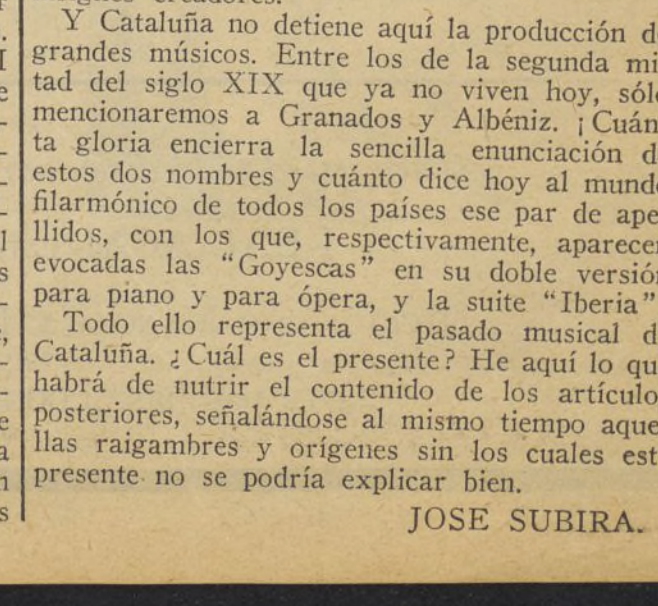 Y Cataluña no detiene aquí la producción d
grandes músicos. Entre los de la segunda mi
tad del siglo XIX que ya no viven hoy, sólo
mencionaremos a Granados y Albéniz. ¡Cuán
ta gloria encierra la sencilla enunciación d
estos dos nombres y cuánto dice hoy al mundo
filarmónico de todos los países ese par de ape
llidos, con los que, respectivamente, aparecen
evocadas las "Goyescas" en su doble versión
para piano y para ópera, y la suite "Iberia"
Todo ello representa el pasado musical d
Cataluña. ¿Cuál es el presente? He aquí lo qu
habrá de nutrir el contenido de los artículo
posteriores, señalándose al mismo tiempo aque
llas raigambres y orígenes sin los cuales est
presente no se podría explicar bien.
JOSE SUBIRA.